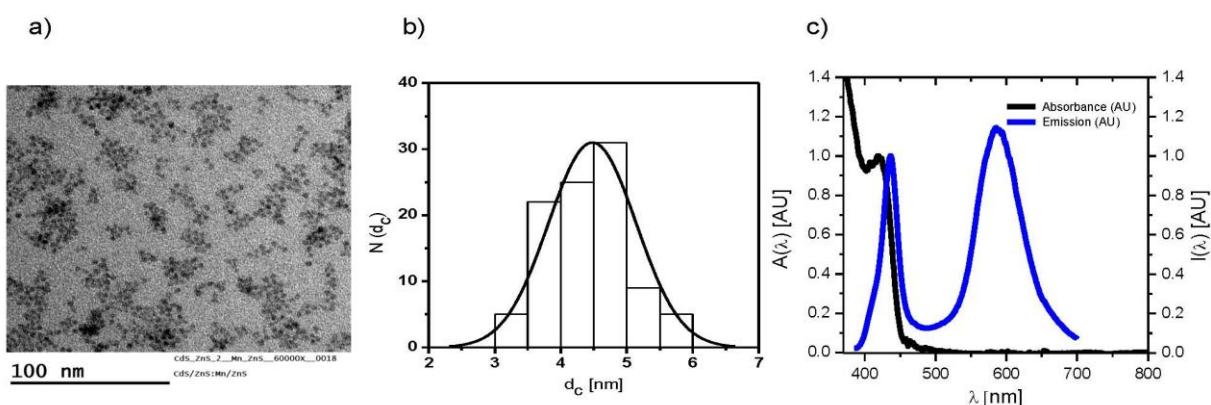 a)
CdS_ZnS_2__Mn_ZnS__60000X__0018
100 nm
CdS/ZnS:Mn/ZnS
b)
40
30
20
10
0
N (dc)
2 3 4 5 6 7
dc [nm]
c)
1.4
1.2
1.0
0.8
0.6
0.4
0.2
0.0
A(λ) [AU]
Absorbance (AU)
Emission (AU)
1.4
1.2
1.0
0.8
0.6
0.4
0.2
0.0
I(λ) [AU]
400 500 600 700 800
λ [nm]